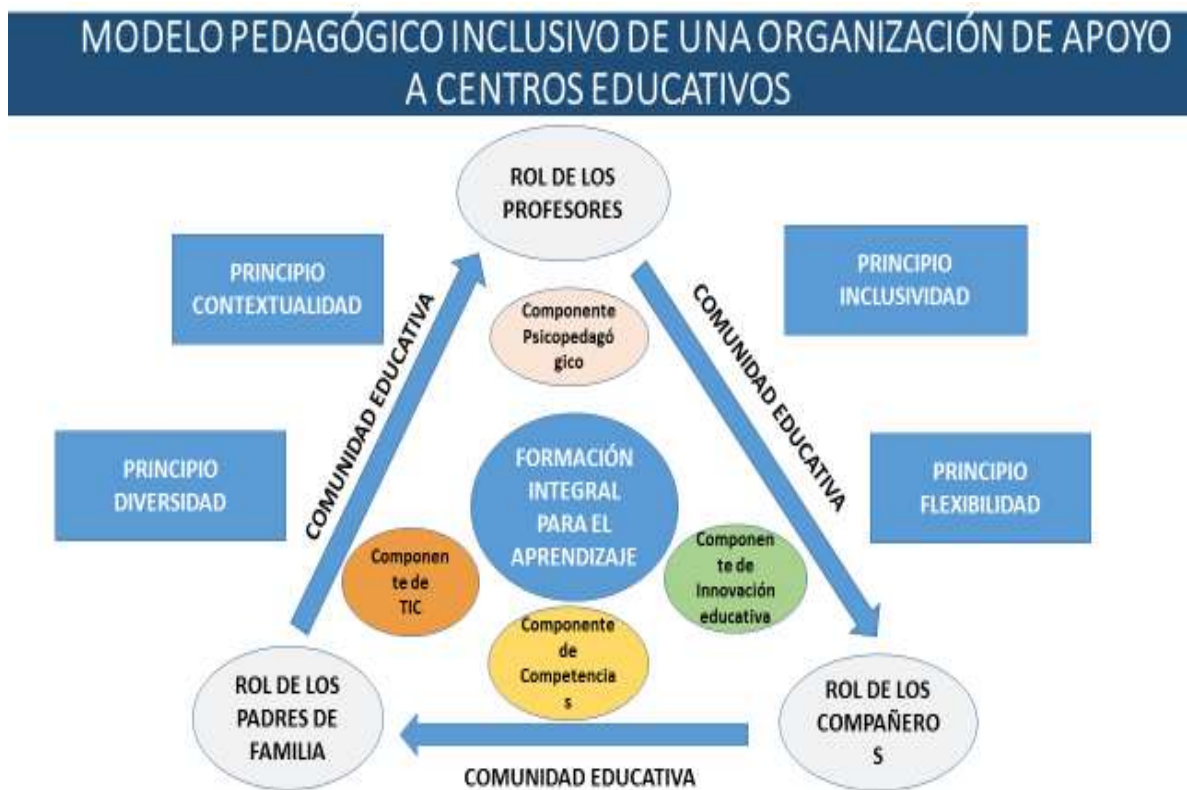 MODELO PEDAGÓGICO INCLUSIVO DE UNA ORGANIZACIÓN DE APOYO
A CENTROS EDUCATIVOS
ROL DE LOS
PROFESORES
PRINCIPIO
CONTEXTUALIDAD
PRINCIPIO
INCLUSIVIDAD
COMUNIDAD EDUCATIVA
COMUNIDAD EDUCATIVA
Componente
Psicopedagó
gico
PRINCIPIO
DIVERSIDAD
FORMACIÓN
INTEGRAL
PARA EL
APRENDIZAJE
PRINCIPIO
FLEXIBILIDAD
Componen
te de
TIC
Componen
te de
Innovación
educativa
Componente
de
Competencia
s
ROL DE LOS
PADRES DE
FAMILIA
ROL DE LOS
COMPAÑERO
S
COMUNIDAD EDUCATIVA